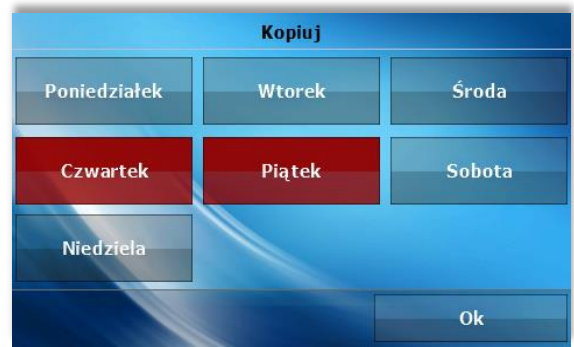 Kopiuj
Poniedziałek Wtorek Środa
Czwartek Piątek Sobota
Niedziela
Ok